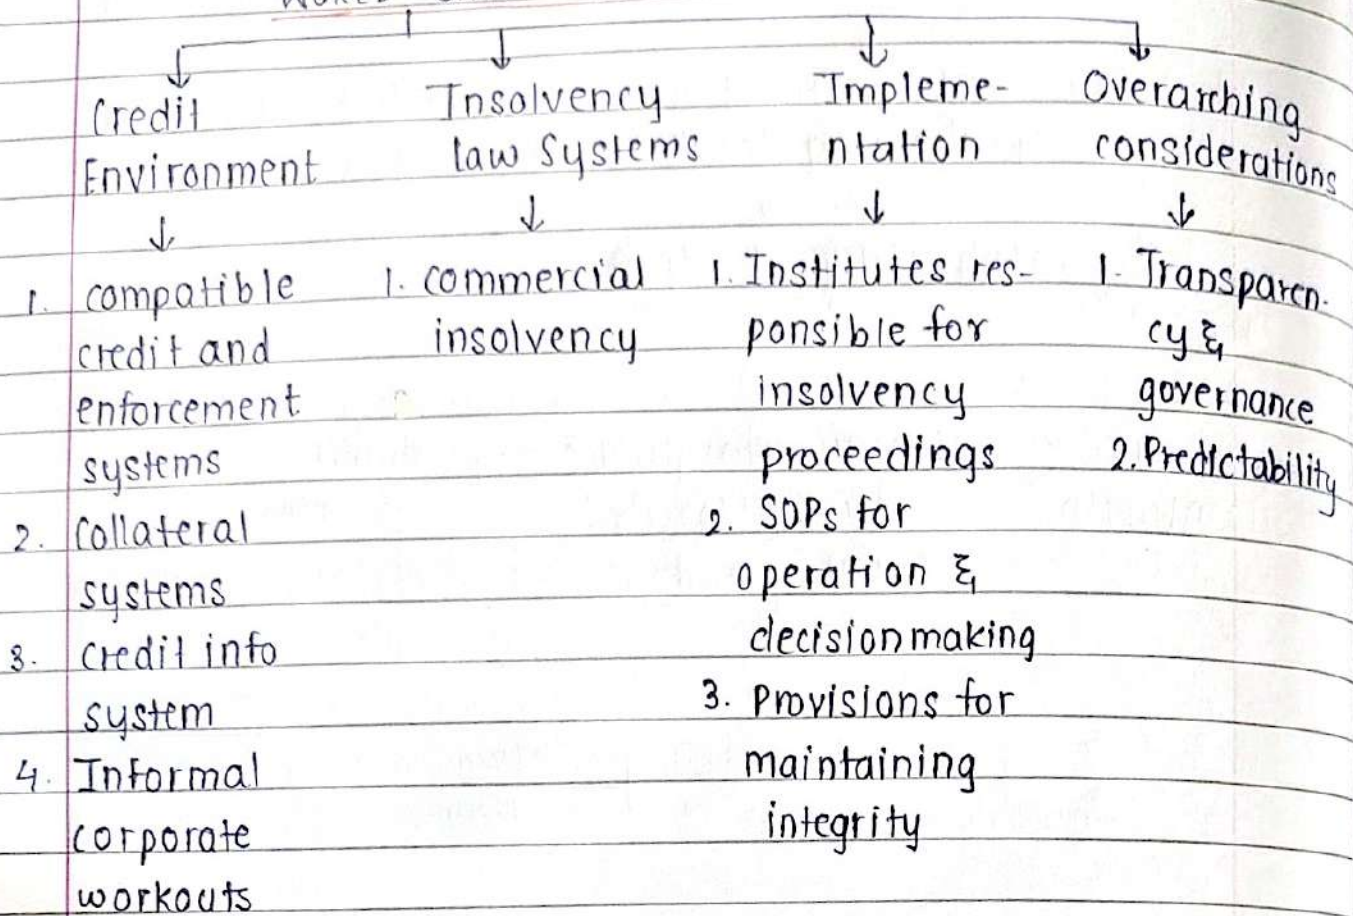 Credit
Environment
Insolvency
law Systems
Impleme-
ntation
Overarching
considerations
1. compatible
credit and
enforcement
systems
2. Collateral
systems
3. Credit info
system
4. Informal
corporate
workouts
1. commercial
insolvency
1. Institutes res-
ponsible for
insolvency
proceedings
2. SOPs for
operation &
decision making
3. Provisions for
maintaining
integrity
1. Transparen-
cy &
governance
2. Predictability